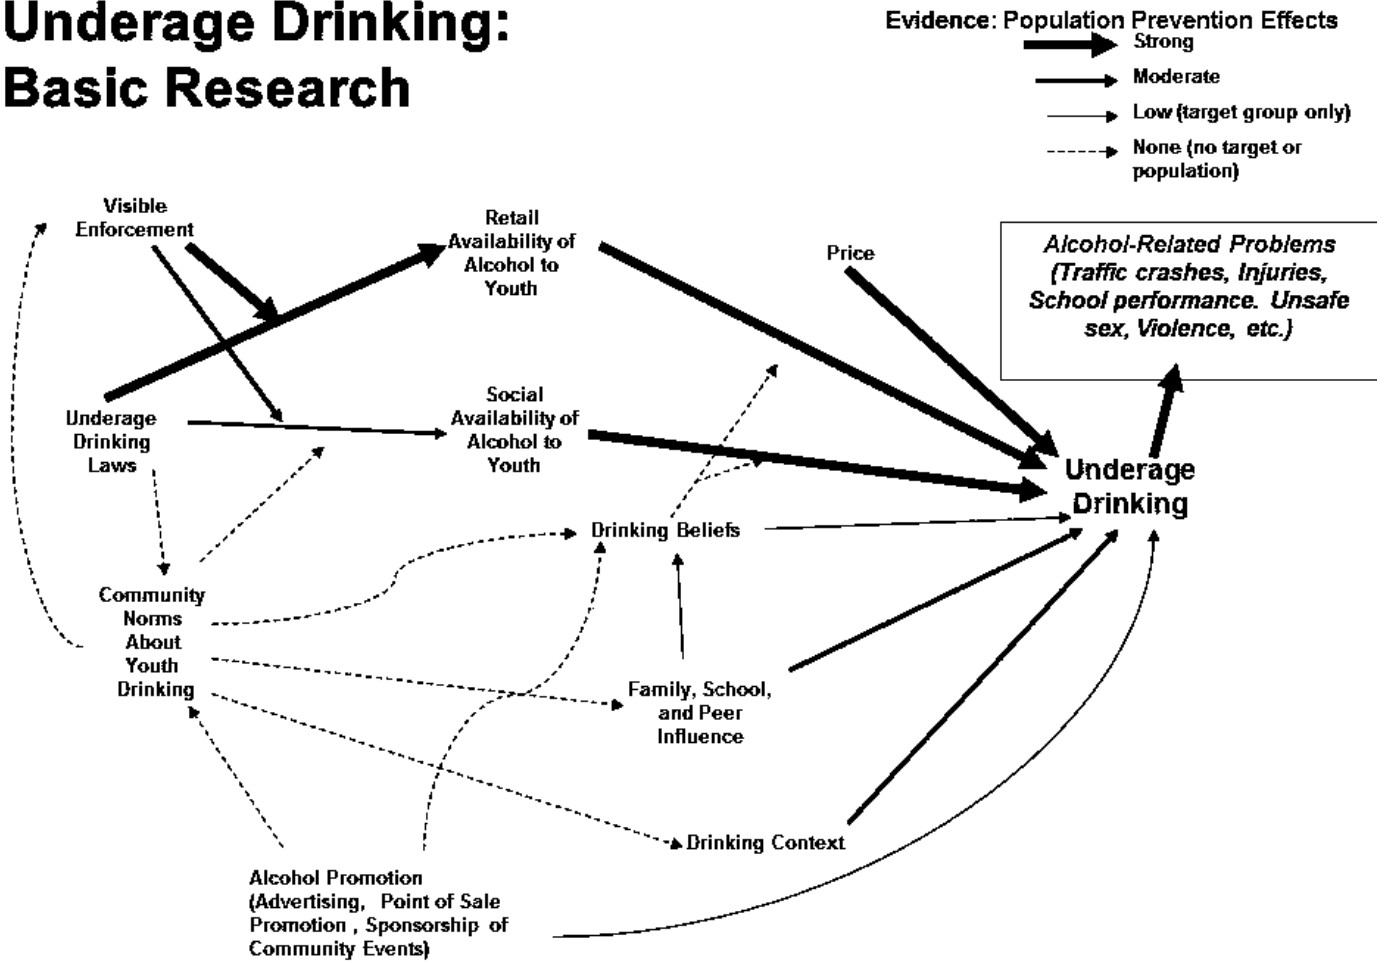 Underage Drinking:
Basic Research
Evidence: Population Prevention Effects
Strong
Moderate
Low (target group only)
None (no target or
population)
Visible
Enforcement
Retail
Availability of
Alcohol to
Youth
Price
Alcohol-Related Problems
(Traffic crashes, Injuries,
School performance. Unsafe
sex, Violence, etc.)
Underage
Drinking
Laws
Social
Availability of
Alcohol to
Youth
Underage
Drinking
Drinking Beliefs
Community
Norms
About
Youth
Drinking
Family, School,
and Peer
Influence
Drinking Context
Alcohol Promotion
(Advertising, Point of Sale
Promotion , Sponsorship of
Community Events)